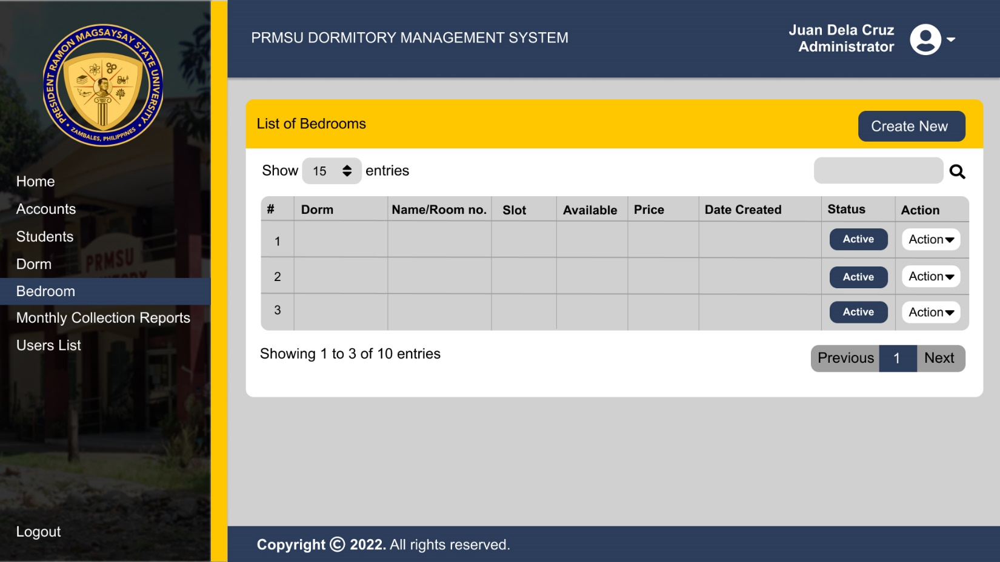 PRESIDENT RAMON MAGSAYSAY STATE UNIVERSITY
ZAMBALES, PHILIPPINES
PRMSU DORMITORY MANAGEMENT SYSTEM
Juan Dela Cruz
Administrator
Home
Accounts
Students
Dorm
PRMSU
Bedroom
Monthly Collection Reports
Users List
Logout
List of Bedrooms
Create New
Show 15 entries
# Dorm Name/Room no. Slot Available Price Date Created Status Action
1 Active Action
2 Active Action
3 Active Action
Showing 1 to 3 of 10 entries
Previous 1 Next
Copyright © 2022. All rights reserved.